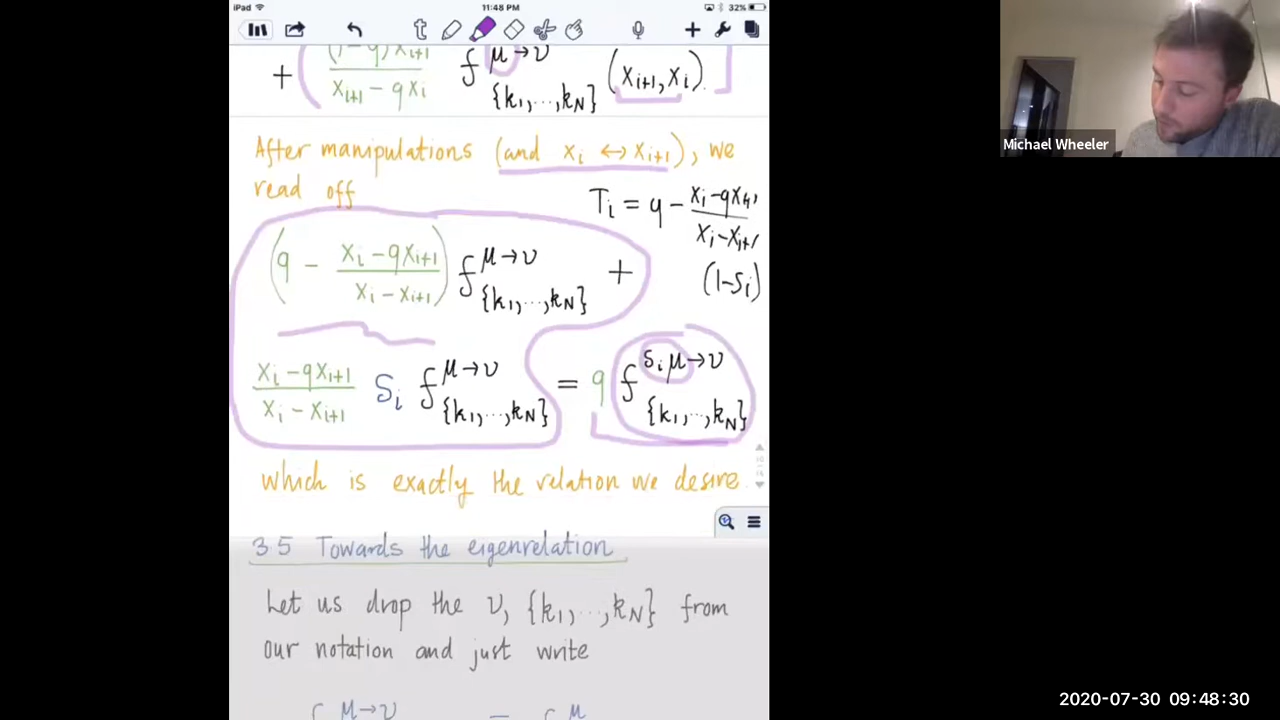 iPad 11:48 PM 32%
(1-q)x_{i+1} / x_{i+1} - q x_i
+ ( f^{μ→ν}_{\{k_1,...,k_N\}} (x_{i+1}, x_i)
After manipulations (and x_i ↔ x_{i+1}), we
read off
T_i = q - (x_i - q x_{i+1}) / (x_i - x_{i+1})
(1-s_i)
(q - (x_i - q x_{i+1}) / (x_i - x_{i+1})) f^{μ→ν}_{\{k_1,...,k_N\}} +
(x_i - q x_{i+1}) / (x_i - x_{i+1}) S_i f^{μ→ν}_{\{k_1,...,k_N\}} = q f^{s_i μ→ν}_{\{k_1,...,k_N\}}
which is exactly the relation we desire
3.5 Towards the eigenrelation
Let us drop the ν, {k_1,...,k_N} from
our notation and just write
f^{μ→ν} = f^{μ}
Michael Wheeler
2020-07-30 09:48:30